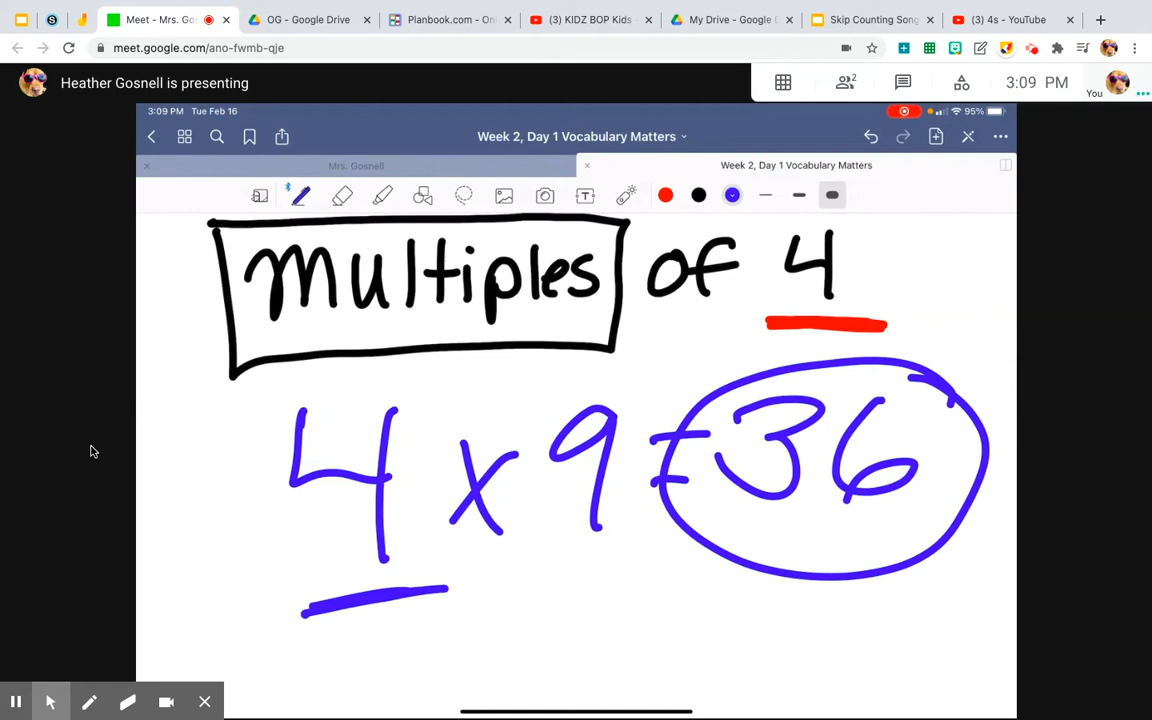 Meet - Mrs. Go
OG - Google Drive
Planbook.com - On
(3) KIDZ BOP Kids -
My Drive - Google D
Skip Counting Song
(3) 4s - YouTube
meet.google.com/ano-fwmb-qje
Heather Gosnell is presenting
2
3:09 PM
You
3:09 PM Tue Feb 16
95%
Week 2, Day 1 Vocabulary Matters
Mrs. Gosnell
Week 2, Day 1 Vocabulary Matters
T
Multiples of 4
4 x 9 = 36